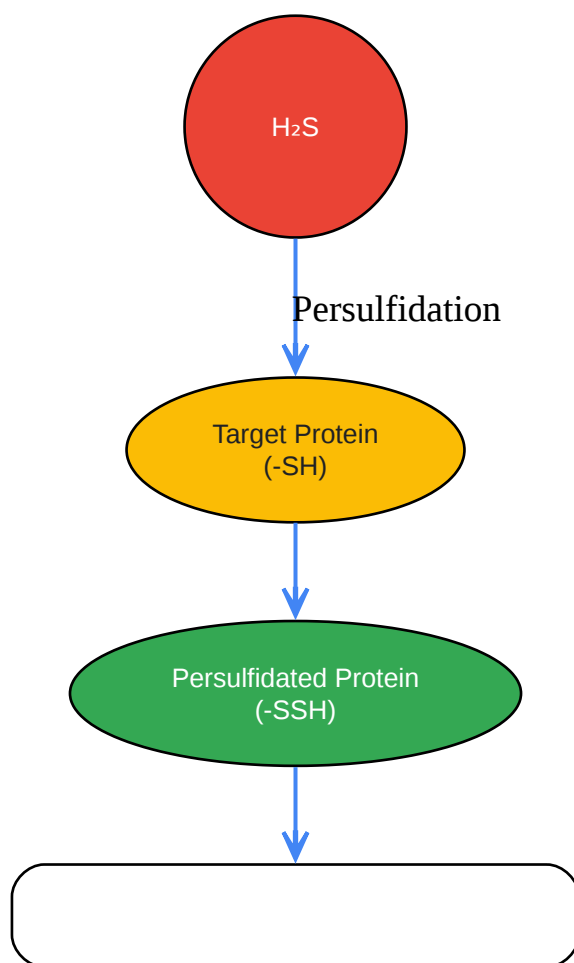 H₂S
Persulfidation
Target Protein
(-SH)
Persulfidated Protein
(-SSH)